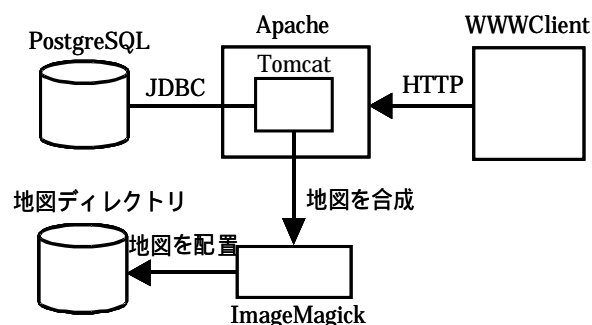 Apache
WWWClient
PostgreSQL
Tomcat
JDBC
HTTP
地図ディレクトリ
地図を合成
地図を配置
ImageMagick